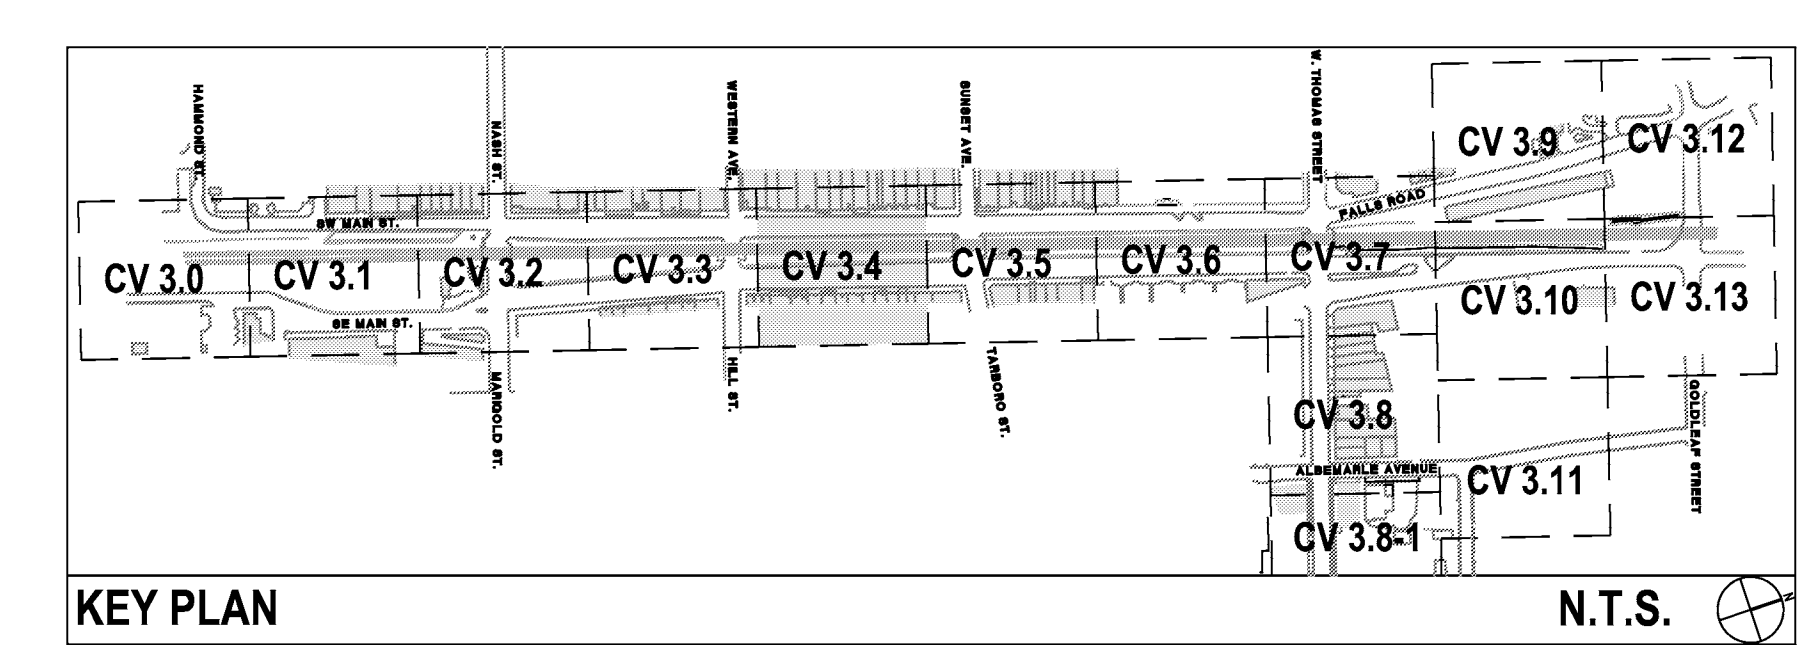 HAMMOND ST.
NASH ST.
WESTERN AVE.
SUNSET AVE.
W. THOMAS STREET
CV 3.9
CV 3.12
FALLS ROAD
SW MAIN ST.
CV 3.0
CV 3.1
CV 3.2
CV 3.3
CV 3.4
CV 3.5
CV 3.6
CV 3.7
CV 3.10
CV 3.13
SE MAIN ST.
MARIGOLD ST.
HILL ST.
TARBORO ST.
CV 3.8
GOLDLEAF STREET
ALBEMARLE AVENUE
CV 3.11
CV 3.8-1
KEY PLAN
N.T.S.
N